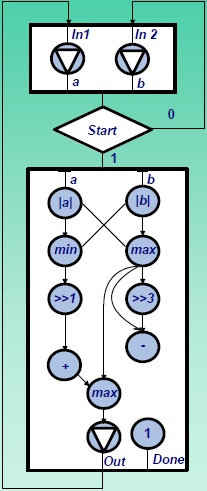 In1 In 2
a b
Start 0
1
a b
|a| |b|
min max
>>1 >>3
-
+
max
1
Out Done